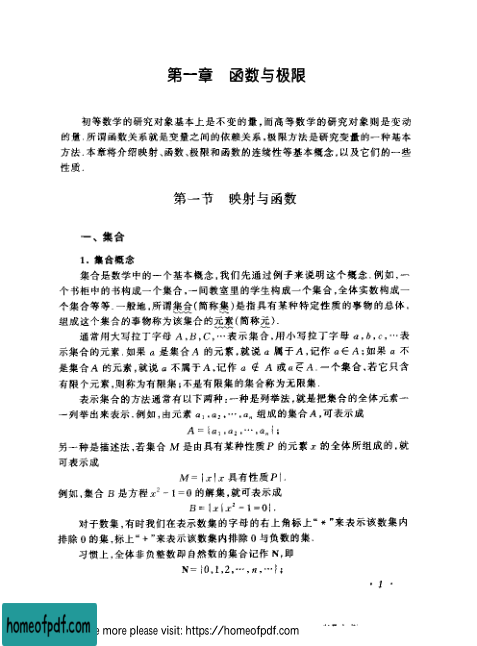 第一章 函数与极限
初等数学的研究对象基本上是不变的量,而高等数学的研究对象则是变动
的量.所谓函数关系就是变量之间的依赖关系,极限方法是研究变量的一种基本
方法.本章将介绍映射、函数、极限和函数的连续性等基本概念,以及它们的一些
性质.
第一节 映射与函数
一、集合
1. 集合概念
集合是数学中的一个基本概念,我们先通过例子来说明这个概念.例如,一
个书柜中的书构成一个集合,一间教室里的学生构成一个集合,全体实数构成一
个集合等等.一般地,所谓集合(简称集)是指具有某种特定性质的事物的总体,
组成这个集合的事物称为该集合的元素(简称元).
通常用大写拉丁字母 A,B,C,…表示集合,用小写拉丁字母 a,b,c,…表
示集合的元素.如果 a 是集合 A 的元素,就说 a 属于 A,记作 a∈A;如果 a 不
是集合 A 的元素,就说 a 不属于 A,记作 a ∉ A 或 a∈̅A.一个集合,若它只含
有限个元素,则称为有限集;不是有限集的集合称为无限集.
表示集合的方法通常有以下两种:一种是列举法,就是把集合的全体元素一
一列举出来表示.例如,由元素 a₁,a₂,…,aₙ 组成的集合 A,可表示成
A={a₁,a₂,…,aₙ};
另一种是描述法,若集合 M 是由具有某种性质 P 的元素 x 的全体所组成的,就
可表示成
M={x|x 具有性质P}.
例如,集合 B 是方程 x²-1=0 的解集,就可表示成
B={x|x²-1=0}.
对于数集,有时我们在表示数集的字母的右上角标上“*”来表示该数集内
排除 0 的集,标上“+”来表示该数集内排除 0 与负数的集.
习惯上,全体非负整数即自然数的集合记作 N,即
N={0,1,2,…,n,…};
· 1 ·
homeofpdf.com
e more please visit: https://homeofpdf.com